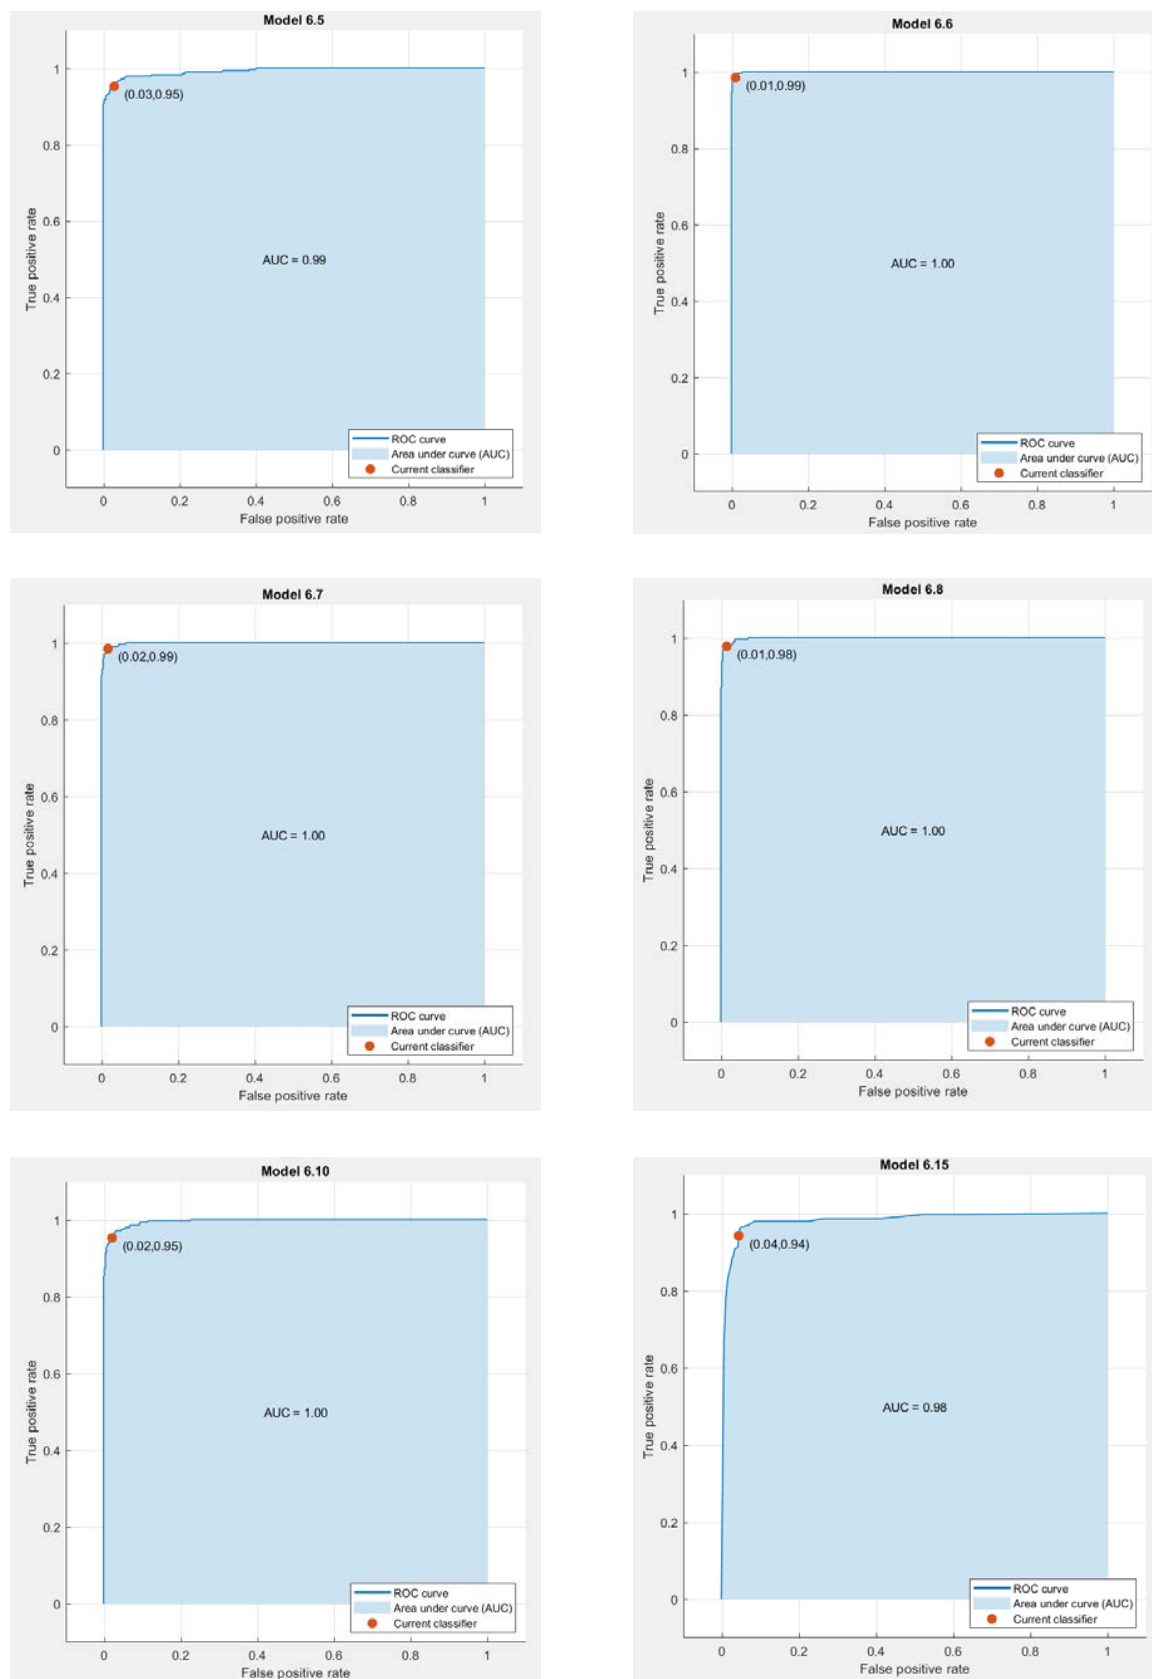 Model 6.5
1
0.8
0.6
0.4
0.2
0
True positive rate
(0.03,0.95)
AUC = 0.99
ROC curve
Area under curve (AUC)
Current classifier
0 0.2 0.4 0.6 0.8 1
False positive rate
Model 6.6
1
0.8
0.6
0.4
0.2
0
True positive rate
(0.01,0.99)
AUC = 1.00
ROC curve
Area under curve (AUC)
Current classifier
0 0.2 0.4 0.6 0.8 1
False positive rate
Model 6.7
1
0.8
0.6
0.4
0.2
0
True positive rate
(0.02,0.99)
AUC = 1.00
ROC curve
Area under curve (AUC)
Current classifier
0 0.2 0.4 0.6 0.8 1
False positive rate
Model 6.8
1
0.8
0.6
0.4
0.2
0
True positive rate
(0.01,0.98)
AUC = 1.00
ROC curve
Area under curve (AUC)
Current classifier
0 0.2 0.4 0.6 0.8 1
False positive rate
Model 6.10
1
0.8
0.6
0.4
0.2
0
True positive rate
(0.02,0.95)
AUC = 1.00
ROC curve
Area under curve (AUC)
Current classifier
0 0.2 0.4 0.6 0.8 1
False positive rate
Model 6.15
1
0.8
0.6
0.4
0.2
0
True positive rate
(0.04,0.94)
AUC = 0.98
ROC curve
Area under curve (AUC)
Current classifier
0 0.2 0.4 0.6 0.8 1
False positive rate